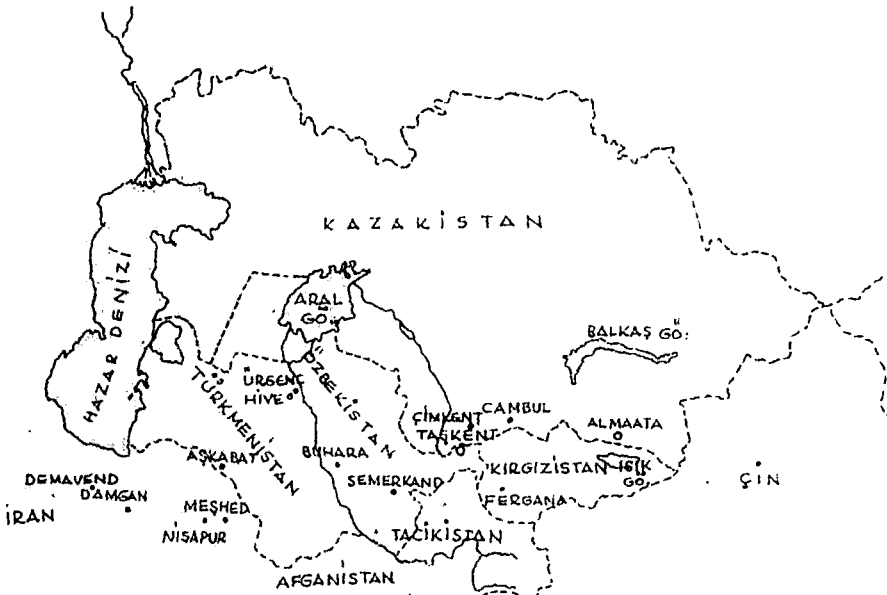 KAZAKİSTAN
HAZAR DENİZİ
ARAL
GÖ:
BALKAŞ GÖ:
ÖZBEKİSTAN
ÜRGENÇ
HİVE
TÜRKMENİSTAN
ÇİMKENT
CAMBUL
TAŞKENT
ALMAATA
AŞKABAT
BUHARA
KIRGIZİSTAN
ISIK
GÖ:
SEMERKAND
FERGANA
ÇİN
DEMAVEND
DAMGAN
İRAN
MEŞHED
NİŞAPUR
TACİKİSTAN
AFGANİSTAN